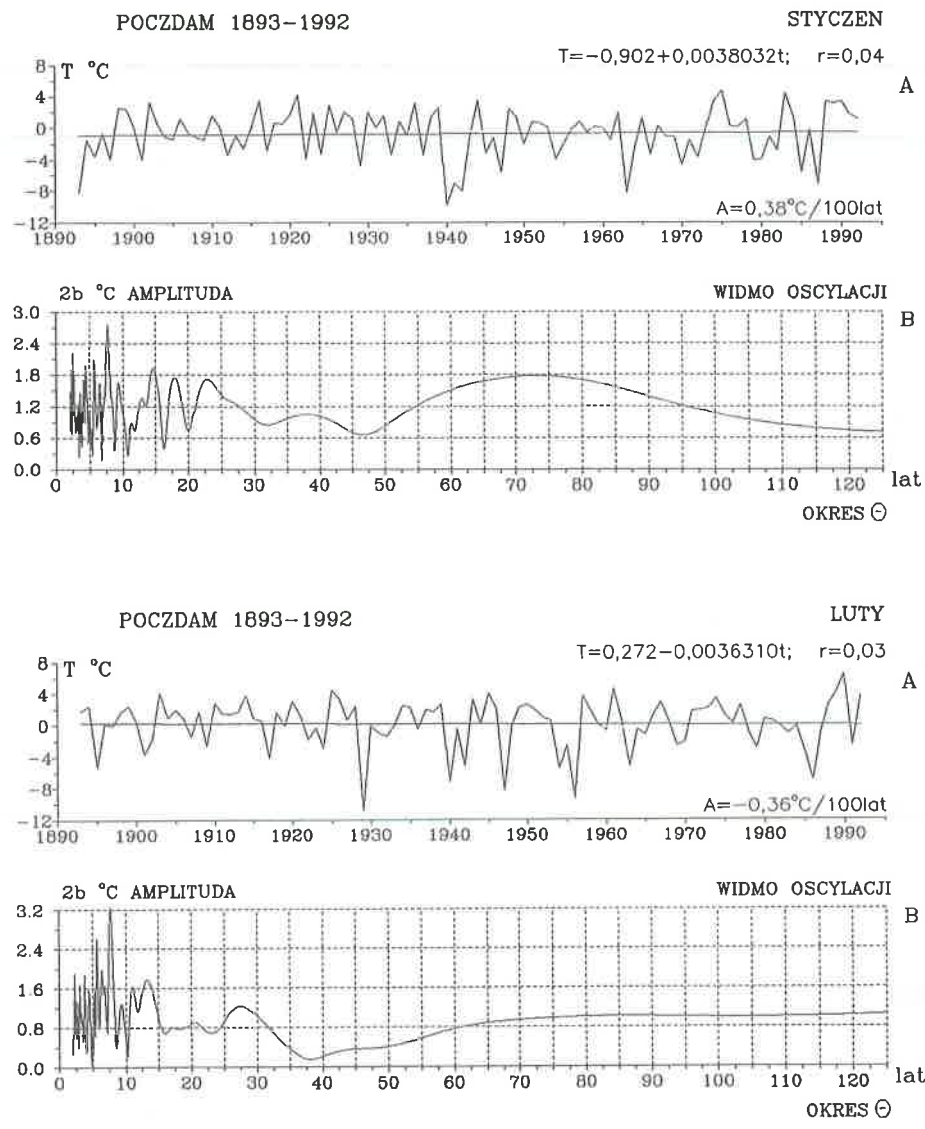 POCZDAM 1893-1992
STYCZEN
T=-0,902+0,0038032t; r=0,04
T °C
A
8
4
0
-4
-8
-12
A=0,38°C/100lat
1890 1900 1910 1920 1930 1940 1950 1960 1970 1980 1990
2b °C AMPLITUDA
WIDMO OSCYLACJI
B
3.0
2.4
1.8
1.2
0.6
0.0
0 10 20 30 40 50 60 70 80 90 100 110 120 lat
OKRES Θ
POCZDAM 1893-1992
LUTY
T=0,272-0,0036310t; r=0,03
T °C
A
8
4
0
-4
-8
-12
A=-0,36°C/100lat
1890 1900 1910 1920 1930 1940 1950 1960 1970 1980 1990
2b °C AMPLITUDA
WIDMO OSCYLACJI
B
3.2
2.4
1.6
0.8
0.0
0 10 20 30 40 50 60 70 80 90 100 110 120 lat
OKRES Θ